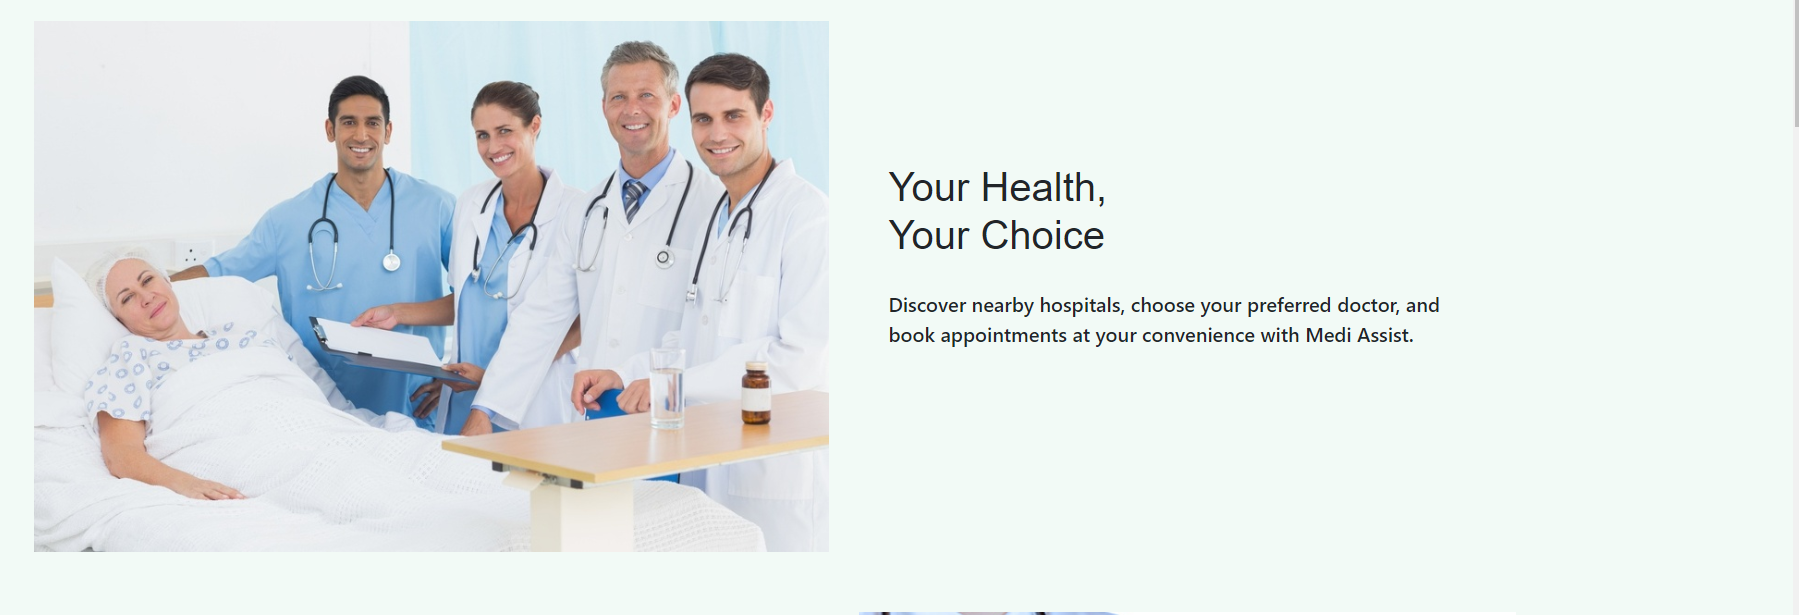 Your Health,
Your Choice
Discover nearby hospitals, choose your preferred doctor, and
book appointments at your convenience with Medi Assist.